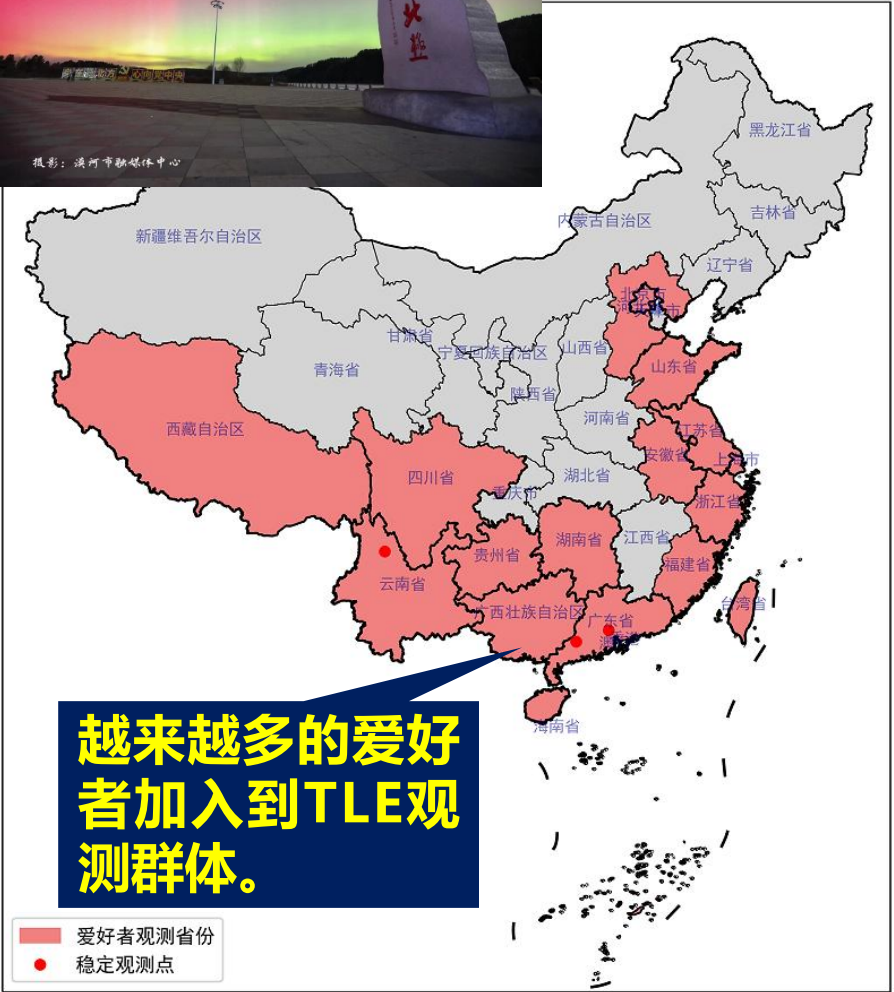 北極
摄影：漠河市融媒体中心
黑龙江省
吉林省
内蒙古自治区
新疆维吾尔自治区
辽宁省
北京市
甘肃省
宁夏回族自治区
山西省
青海省
山东省
陕西省
河南省
西藏自治区
江苏省
安徽省
上海市
四川省
湖北省
重庆市
浙江省
江西省
湖南省
贵州省
福建省
云南省
台湾省
广西壮族自治区
广东省
海南省
越来越多的爱好
者加入到TLE观
测群体。
爱好者观测省份
稳定观测点